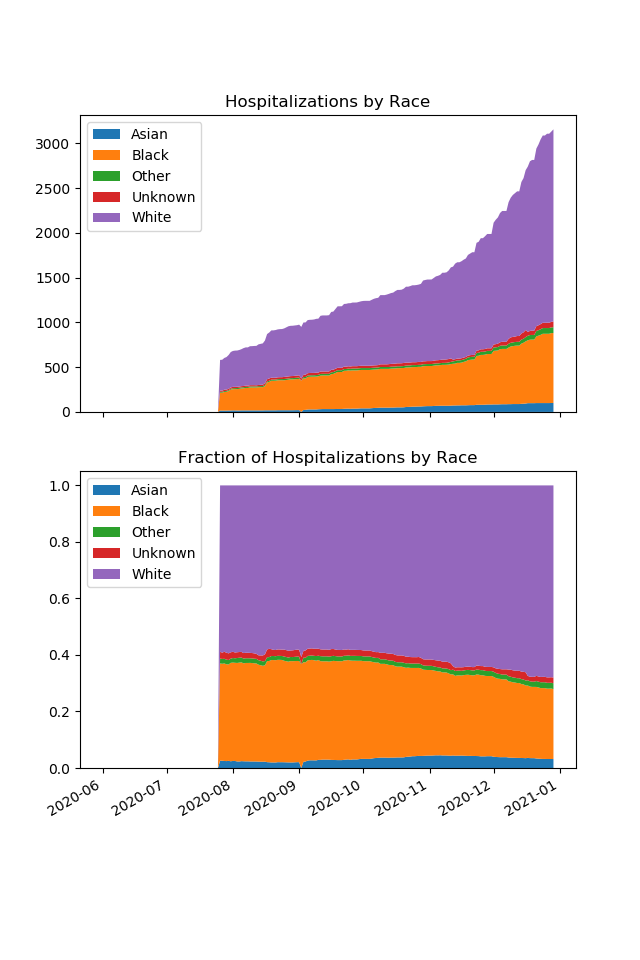 Hospitalizations by Race
Asian
Black
Other
Unknown
White
3000
2500
2000
1500
1000
500
0
Fraction of Hospitalizations by Race
Asian
Black
Other
Unknown
White
1.0
0.8
0.6
0.4
0.2
0.0
2020-06
2020-07
2020-08
2020-09
2020-10
2020-11
2020-12
2021-01